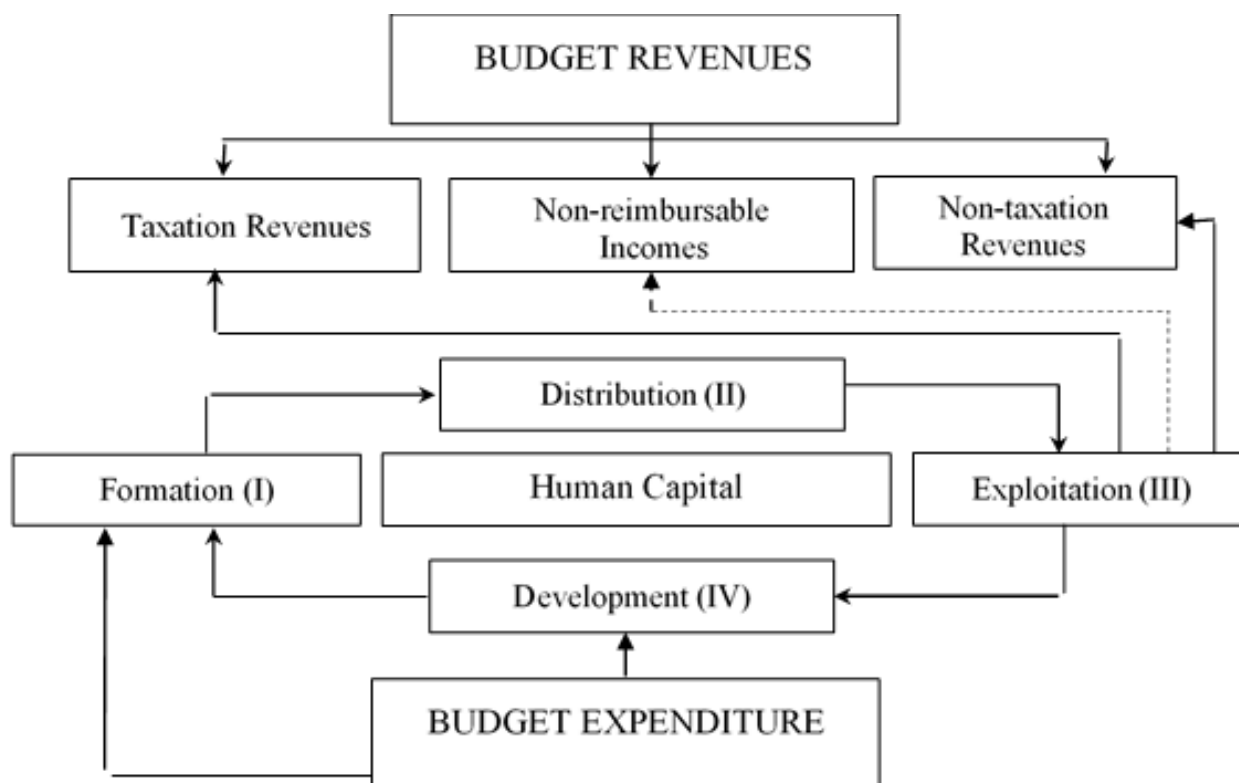 BUDGET REVENUES
Taxation Revenues
Non-reimbursable
Incomes
Non-taxation
Revenues
Distribution (II)
Formation (I)
Human Capital
Exploitation (III)
Development (IV)
BUDGET EXPENDITURE